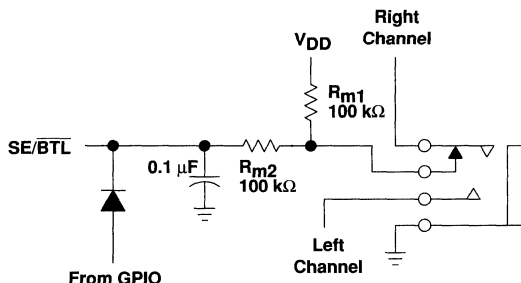 Right
Channel
VDD
Rm1
100 kΩ
SE/BTL
0.1 μF
Rm2
100 kΩ
Left
Channel
From GPIO